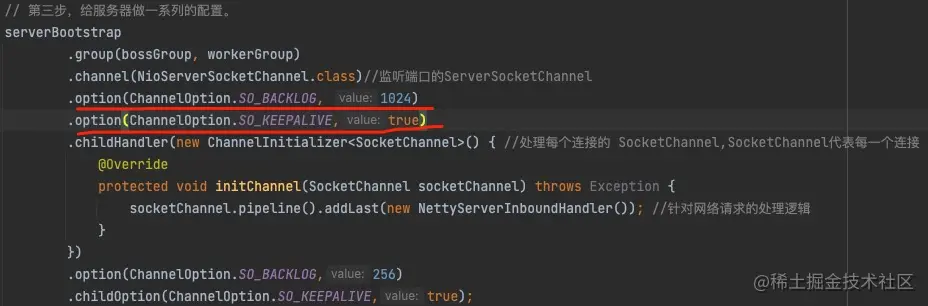 // 第三步，给服务器做一系列的配置。
serverBootstrap
.group(bossGroup, workerGroup)
.channel(NioServerSocketChannel.class)//监听端口的ServerSocketChannel
.option(ChannelOption.SO_BACKLOG, value: 1024)
.option(ChannelOption.SO_KEEPALIVE, value: true)
.childHandler(new ChannelInitializer<SocketChannel>() { //处理每个连接的 SocketChannel,SocketChannel代表每一个连接
@Override
protected void initChannel(SocketChannel socketChannel) throws Exception {
socketChannel.pipeline().addLast(new NettyServerInboundHandler()); //针对网络请求的处理逻辑
}
})
.option(ChannelOption.SO_BACKLOG, value: 256)
.childOption(ChannelOption.SO_KEEPALIVE, value: true);
@稀土掘金技术社区